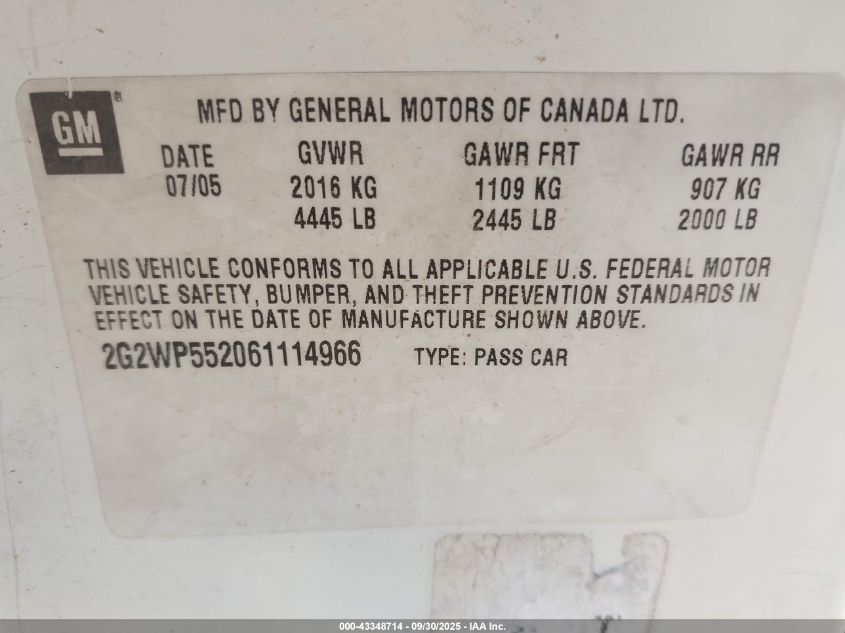 GM®
MFD BY GENERAL MOTORS OF CANADA LTD.
DATE GVWR GAWR FRT GAWR RR
07/05 2016 KG 1109 KG 907 KG
4445 LB 2445 LB 2000 LB
THIS VEHICLE CONFORMS TO ALL APPLICABLE U.S. FEDERAL MOTOR
VEHICLE SAFETY, BUMPER, AND THEFT PREVENTION STANDARDS IN
EFFECT ON THE DATE OF MANUFACTURE SHOWN ABOVE.
2G2WP552061114966 TYPE: PASS CAR
000-43348714 - 09/30/2025 - IAA Inc.